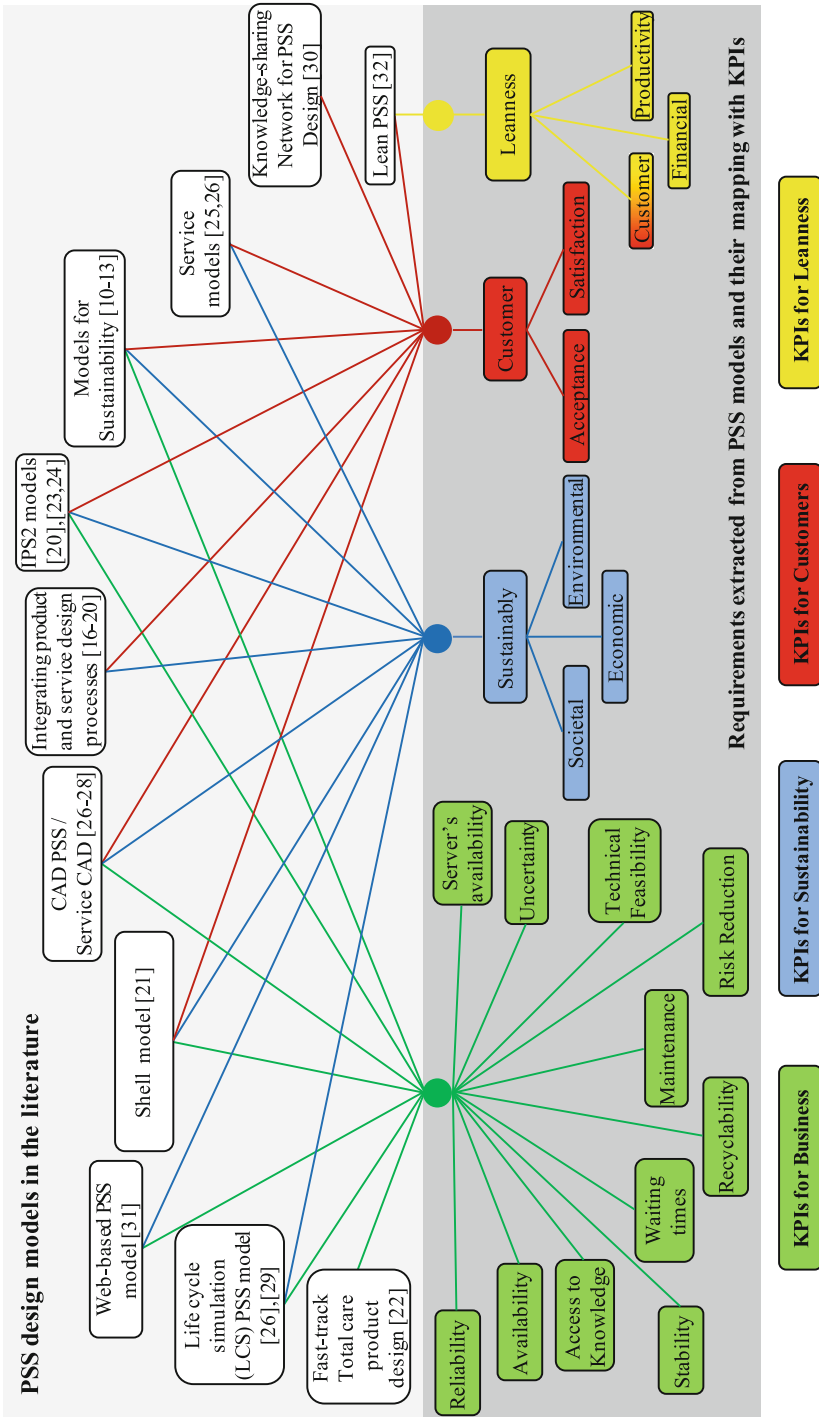 PSS design models in the literature
Fast-track
Total care
product
design [22]
Life cycle
simulation
(LCS) PSS model
[26],[29]
Web-based PSS
model [31]
Shell model [21]
CAD PSS /
Service CAD [26-28]
Integrating product
and service design
processes [16-20]
IPS2 models
[20],[23,24]
Models for
Sustainability [10-13]
Service
models [25,26]
Knowledge-sharing
Network for PSS
Design [30]
Lean PSS [32]
Reliability
Availability
Access to
Knowledge
Stability
Waiting
times
Recyclability
Maintenance
Risk Reduction
Technical
Feasibility
Uncertainty
Server's
availability
Sustainably
Societal
Economic
Environmental
Customer
Acceptance
Satisfaction
Leanness
Customer
Financial
Productivity
Requirements extracted from PSS models and their mapping with KPIs
KPIs for Business
KPIs for Sustainability
KPIs for Customers
KPIs for Leanness